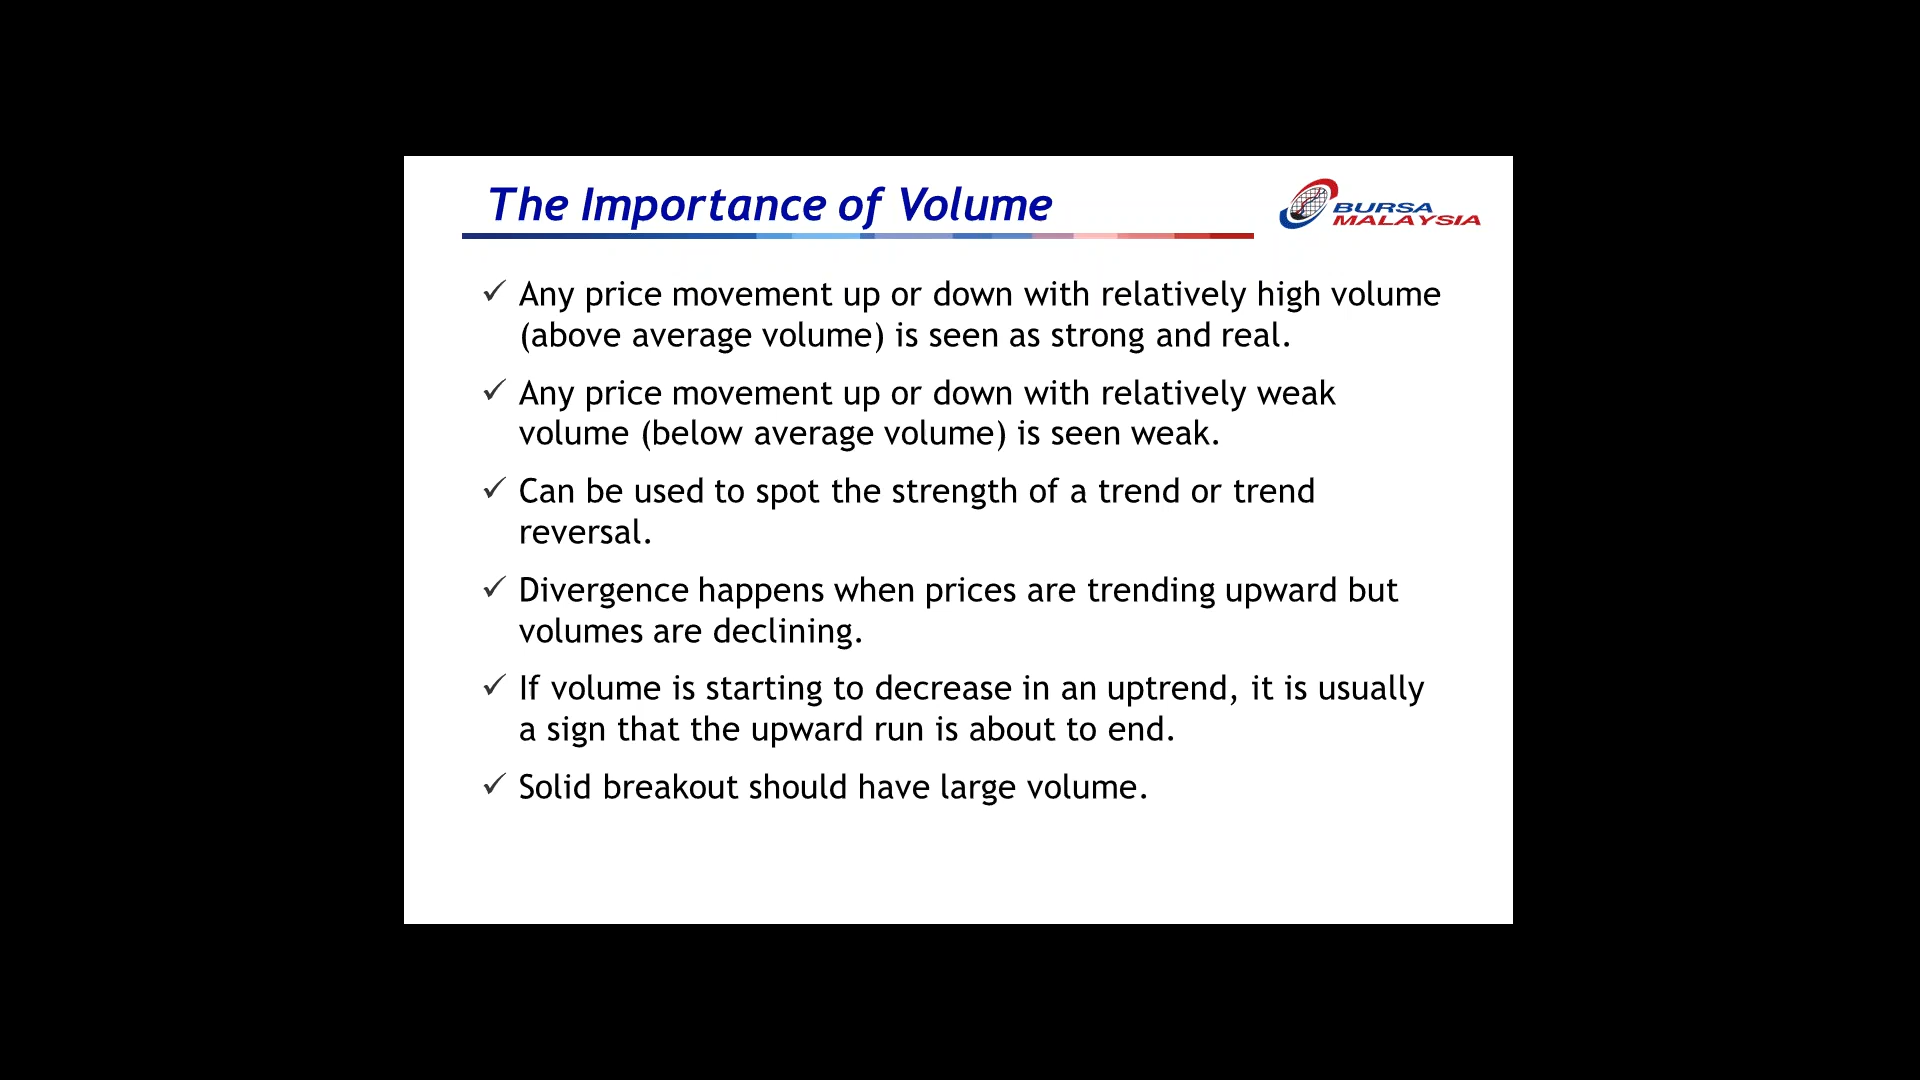 The Importance of Volume
BURSA
MALAYSIA
✓ Any price movement up or down with relatively high volume
(above average volume) is seen as strong and real.
✓ Any price movement up or down with relatively weak
volume (below average volume) is seen weak.
✓ Can be used to spot the strength of a trend or trend
reversal.
✓ Divergence happens when prices are trending upward but
volumes are declining.
✓ If volume is starting to decrease in an uptrend, it is usually
a sign that the upward run is about to end.
✓ Solid breakout should have large volume.